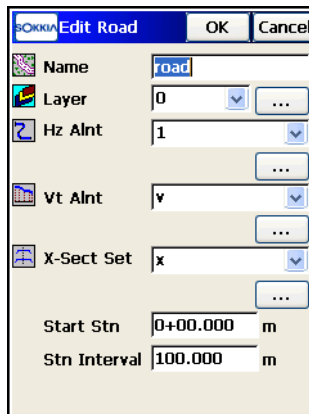 SOKKIA Edit Road OK Cancel
Name road
Layer 0 ...
Hz Alnt 1
...
Vt Alnt v
...
X-Sect Set x
...
Start Stn 0+00.000 m
Stn Interval 100.000 m